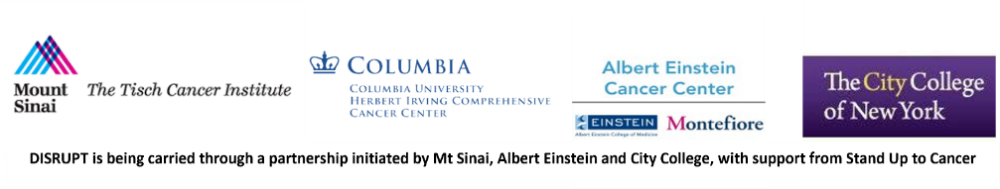 Mount
Sinai
The Tisch Cancer Institute
COLUMBIA
COLUMBIA UNIVERSITY
HERBERT IRVING COMPREHENSIVE
CANCER CENTER
Albert Einstein
Cancer Center
EINSTEIN
Albert Einstein College of Medicine
Montefiore
The City College
of New York
DISRUPT is being carried through a partnership initiated by Mt Sinai, Albert Einstein and City College, with support from Stand Up to Cancer